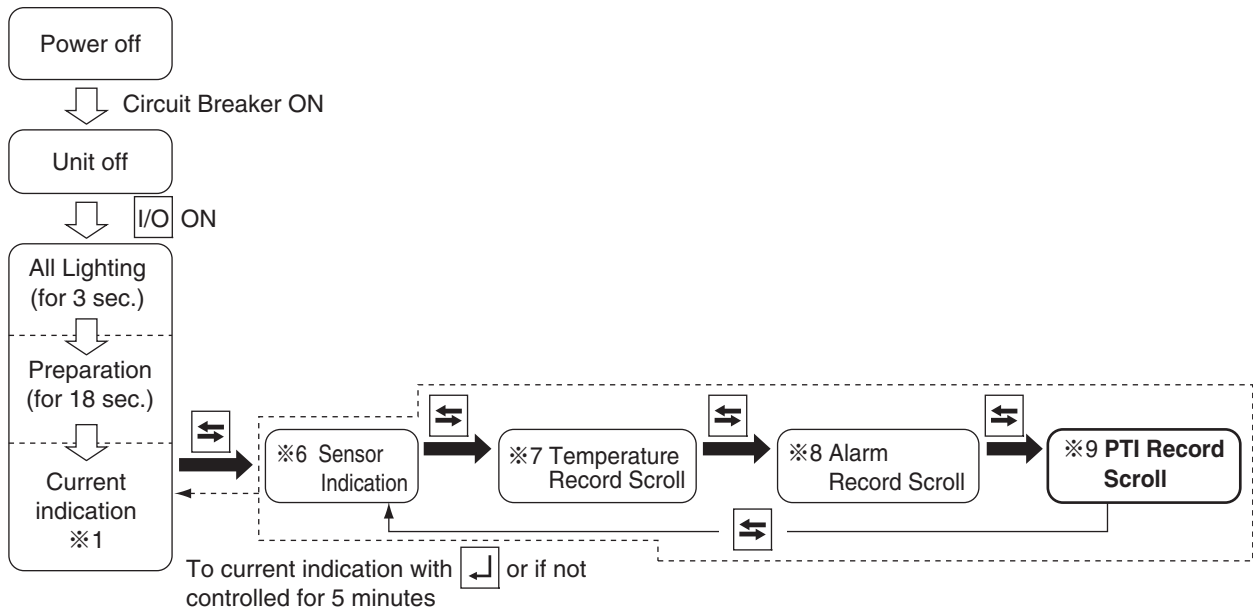 Power off
Circuit Breaker ON
Unit off
I/O ON
All Lighting
(for 3 sec.)
Preparation
(for 18 sec.)
Current
indication
※1
※6 Sensor
Indication
※7 Temperature
Record Scroll
※8 Alarm
Record Scroll
※9 PTI Record
Scroll
To current indication with or if not
controlled for 5 minutes